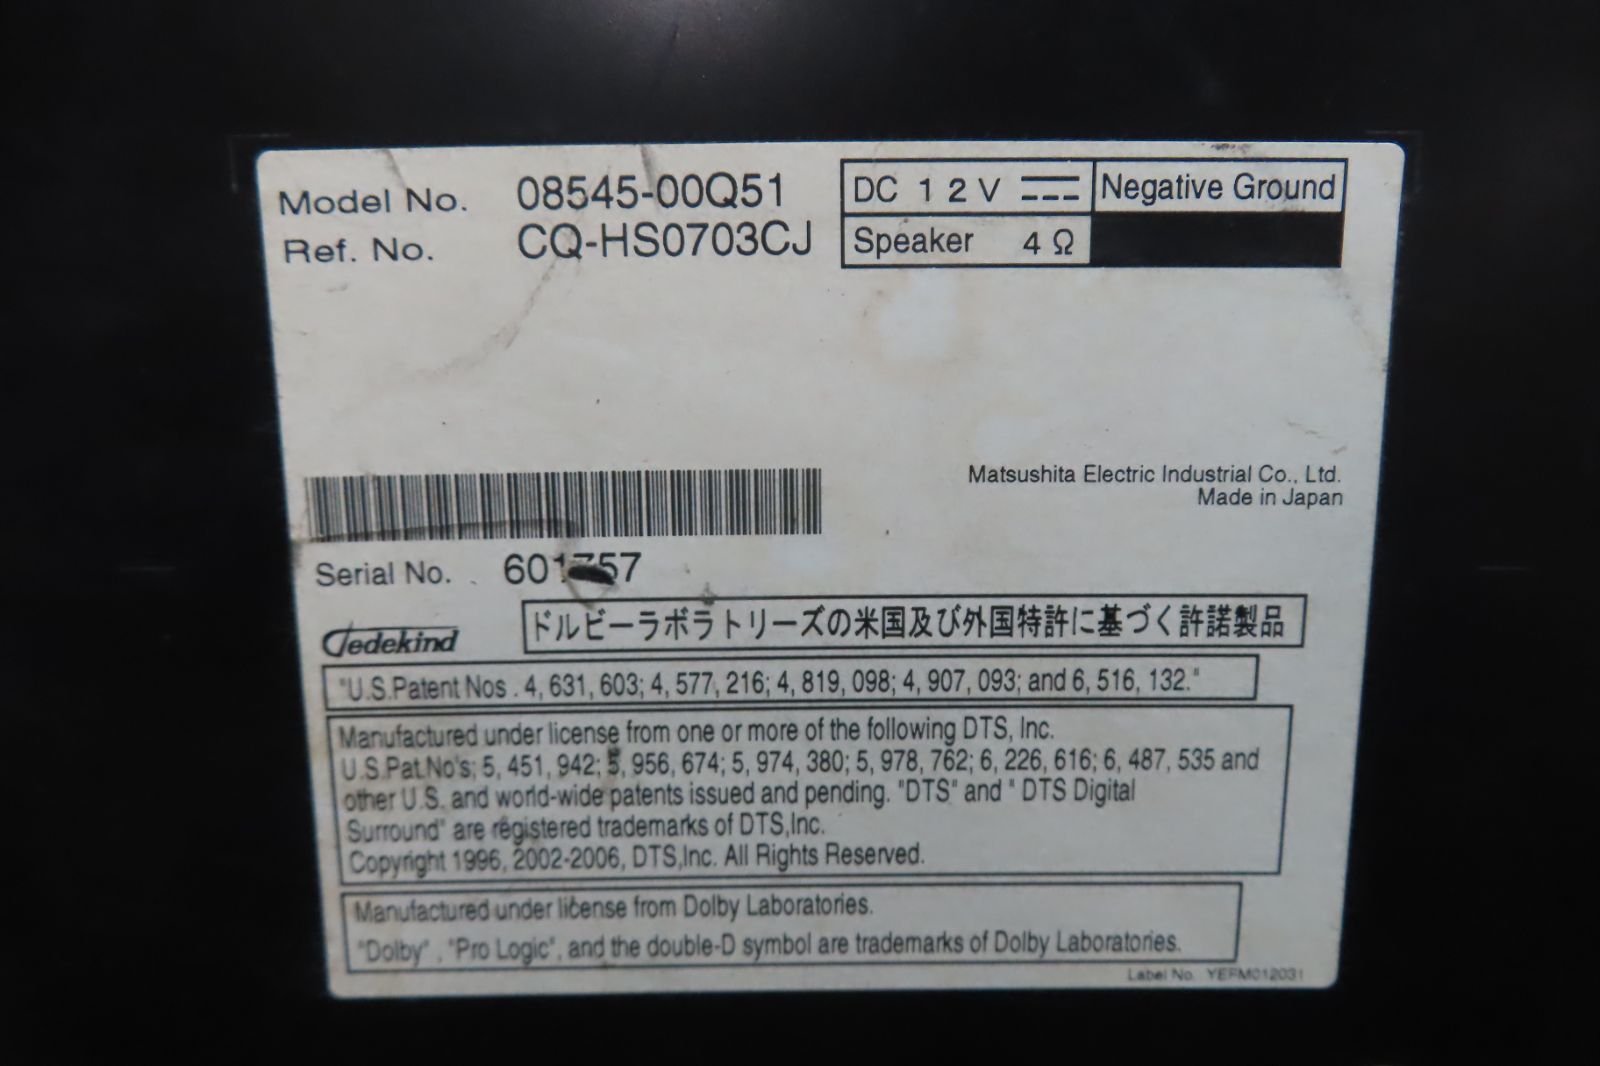 Model No. 08545-00Q51
Ref. No. CQ-HS0703CJ
DC 12V Negative Ground
Speaker 4Ω
Matsushita Electric Industrial Co., Ltd.
Made in Japan
Serial No.
Gedekind
ドルビーラボラトリーズの米国及び外国特許に基づく許諾製品
"U.S.Patent Nos. 4,631,603; 4,577,216; 4,819,098; 4,907,093; and 6,516,132."
Manufactured under license from one or more of the following DTS, Inc.
U.S.Pat.No's; 5,451,942; 5,956,674; 5,974,380; 5,978,762; 6,226,616; 6,487,535 and
other U.S. and world-wide patents issued and pending. "DTS" and " DTS Digital
Surround" are registered trademarks of DTS,Inc.
Copyright 1996, 2002-2006, DTS,Inc. All Rights Reserved.
Manufactured under license from Dolby Laboratories.
"Dolby", "Pro Logic", and the double-D symbol are trademarks of Dolby Laboratories.
Label No. YEFM012031